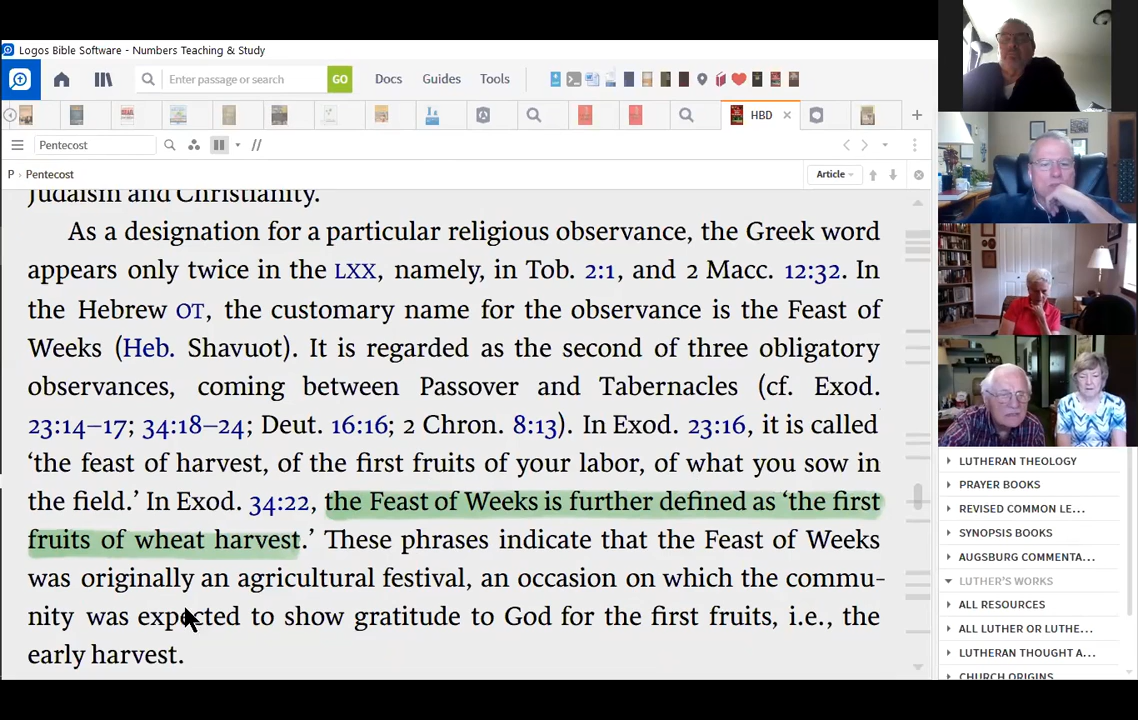 Logos Bible Software - Numbers Teaching & Study
Enter passage or search
GO
Docs
Guides
Tools
HBD
Pentecost
P › Pentecost
Article
Judaism and Christianity.
As a designation for a particular religious observance, the Greek word
appears only twice in the LXX, namely, in Tob. 2:1, and 2 Macc. 12:32. In
the Hebrew OT, the customary name for the observance is the Feast of
Weeks (Heb. Shavuot). It is regarded as the second of three obligatory
observances, coming between Passover and Tabernacles (cf. Exod.
23:14–17; 34:18–24; Deut. 16:16; 2 Chron. 8:13). In Exod. 23:16, it is called
‘the feast of harvest, of the first fruits of your labor, of what you sow in
the field.’ In Exod. 34:22, the Feast of Weeks is further defined as ‘the first
fruits of wheat harvest.’ These phrases indicate that the Feast of Weeks
was originally an agricultural festival, an occasion on which the commu-
nity was expected to show gratitude to God for the first fruits, i.e., the
early harvest.
LUTHERAN THEOLOGY
PRAYER BOOKS
REVISED COMMON LE...
SYNOPSIS BOOKS
AUGSBURG COMMENTA...
LUTHER'S WORKS
ALL RESOURCES
ALL LUTHER OR LUTHE...
LUTHERAN THOUGHT A...
CHURCH ORIGINS